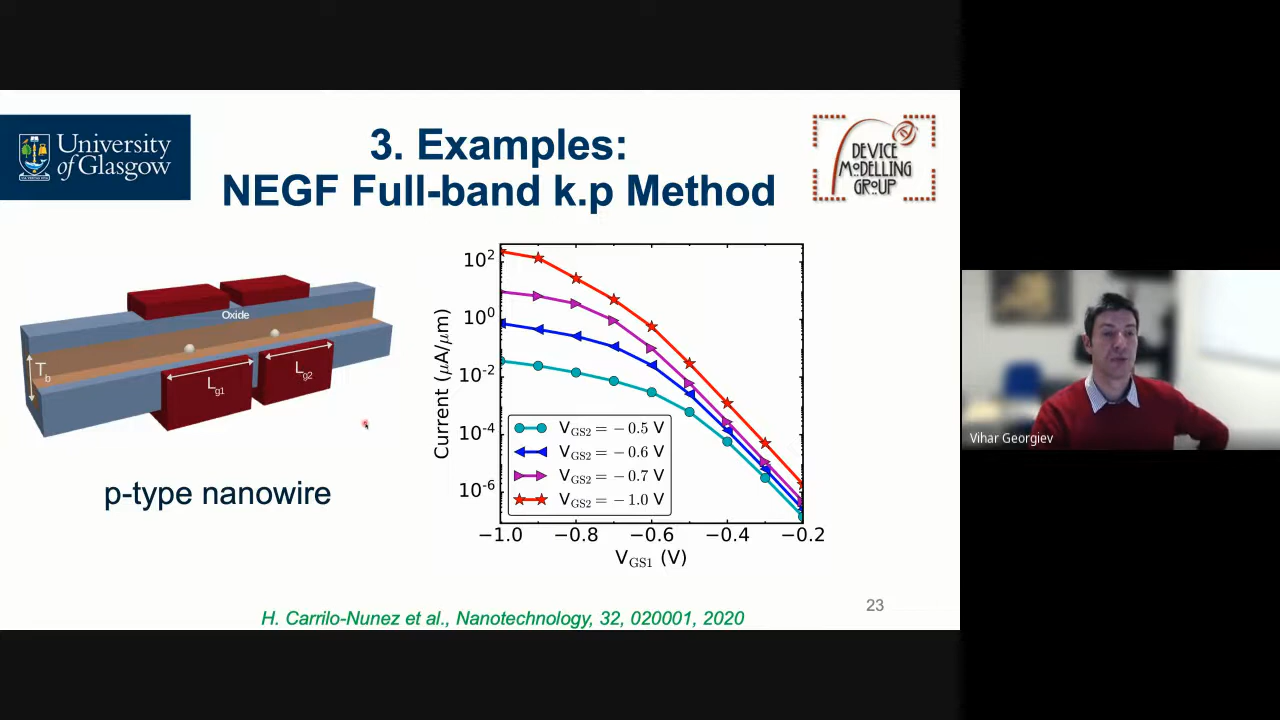 University
of Glasgow
3. Examples:
NEGF Full-band k.p Method
DEVICE
MODELLING
GROUP
Oxide
T_b
L_g1
L_g2
p-type nanowire
Current (μA/μm)
10^2
10^0
10^-2
10^-4
10^-6
V_GS2 = −0.5 V
V_GS2 = −0.6 V
V_GS2 = −0.7 V
V_GS2 = −1.0 V
−1.0 −0.8 −0.6 −0.4 −0.2
V_GS1 (V)
H. Carrilo-Nunez et al., Nanotechnology, 32, 020001, 2020
23
Vihar Georgiev